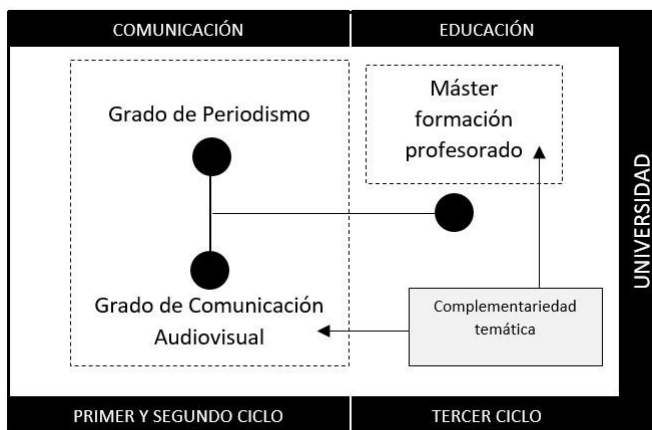 COMUNICACIÓN
EDUCACIÓN
Grado de Periodismo
Máster
formación
profesorado
UNIVERSIDAD
Grado de Comunicación
Audiovisual
Complementariedad
temática
PRIMER Y SEGUNDO CICLO
TERCER CICLO